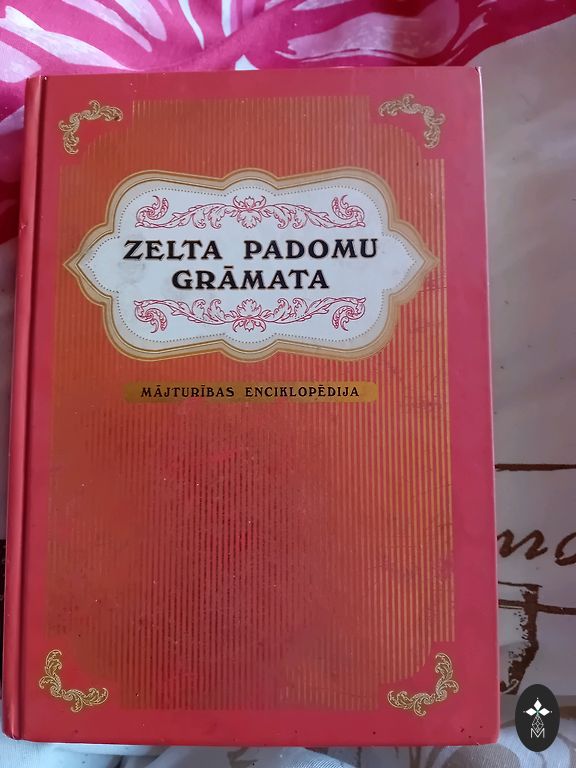 ZELTA PADOMU
GRĀMATA
MĀJTURĪBAS ENCIKLOPĒDIJA